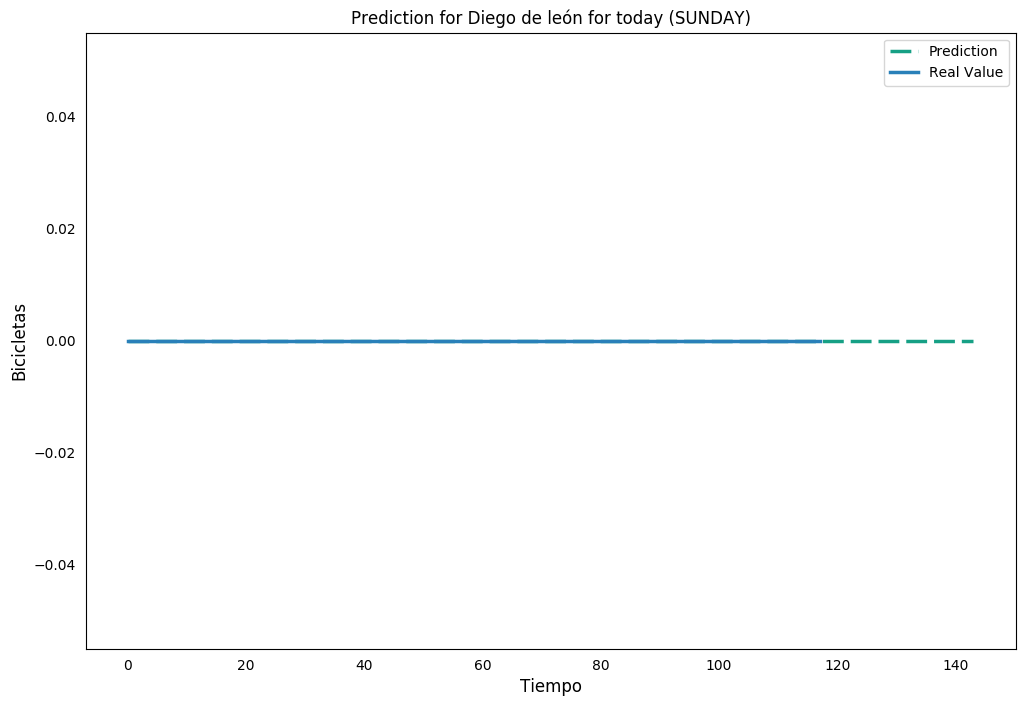 Prediction for Diego de león for today (SUNDAY)
Prediction
Real Value
0.04
0.02
0.00
−0.02
−0.04
Bicicletas
0 20 40 60 80 100 120 140
Tiempo